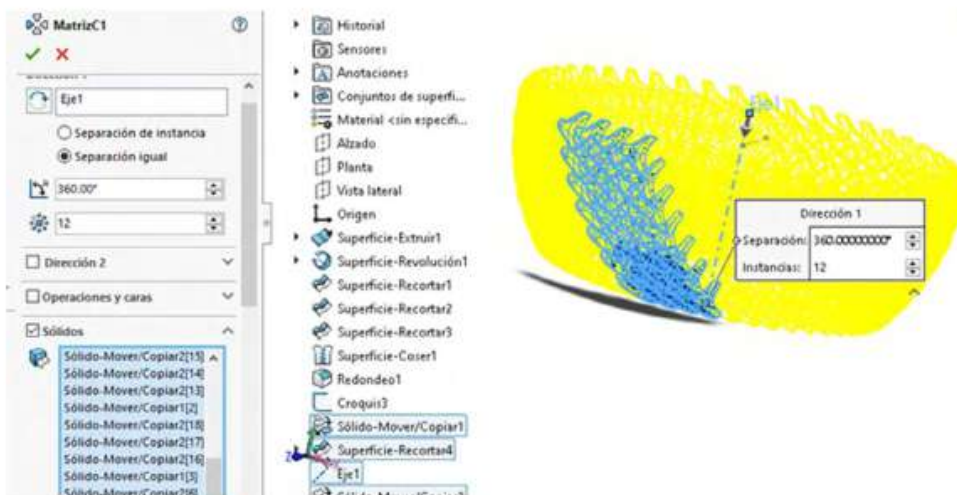 MatrizC1
Eje1
Separación de instancia
Separación igual
360.00°
12
Dirección 2
Operaciones y caras
Sólidos
Sólido-Mover/Copiar2[15]
Sólido-Mover/Copiar2[14]
Sólido-Mover/Copiar2[13]
Sólido-Mover/Copiar1[2]
Sólido-Mover/Copiar2[18]
Sólido-Mover/Copiar2[17]
Sólido-Mover/Copiar2[16]
Sólido-Mover/Copiar1[3]
Historial
Sensores
Anotaciones
Conjuntos de superfi...
Material <sin especifi...
Alzado
Planta
Vista lateral
Origen
Superficie-Extruir1
Superficie-Revolución1
Superficie-Recortar1
Superficie-Recortar2
Superficie-Recortar3
Superficie-Coser1
Redondeo1
Croquis3
Sólido-Mover/Copiar1
Superficie-Recortar4
Eje1
Eje1
Dirección 1
Separación: 360.00000000°
Instancias: 12